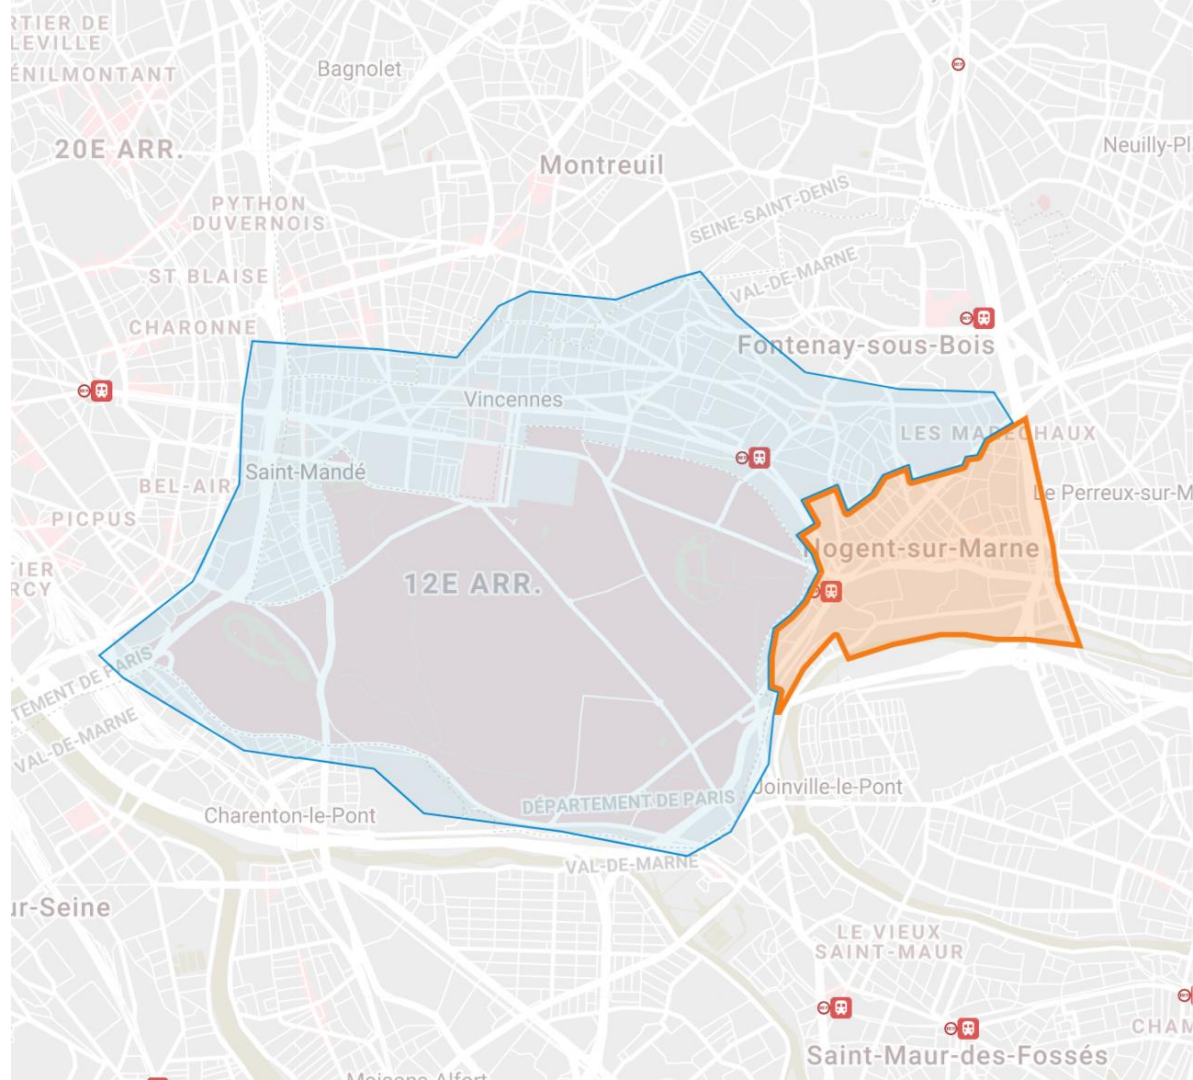 RTIER DE
LEVILLE
ÉNILMONTANT
Bagnolet
20E ARR.
Montreuil
Neuilly-Pl
PYTHON
DUVERNOIS
SEINE-SAINT-DENIS
ST BLAISE
VAL-DE-MARNE
CHARONNE
Fontenay-sous-Bois
Vincennes
LES MARÉCHAUX
Saint-Mandé
BEL-AIR
Le Perreux-sur-M
PICPUS
Nogent-sur-Marne
TIER
RCY
12E ARR.
TEMENT DE PARIS
VAL-DE-MARNE
Joinville-le-Pont
DÉPARTEMENT DE PARIS
Charenton-le-Pont
VAL-DE-MARNE
ur-Seine
LE VIEUX
SAINT-MAUR
CHAM
Saint-Maur-des-Fossés
Maisons-Alfort